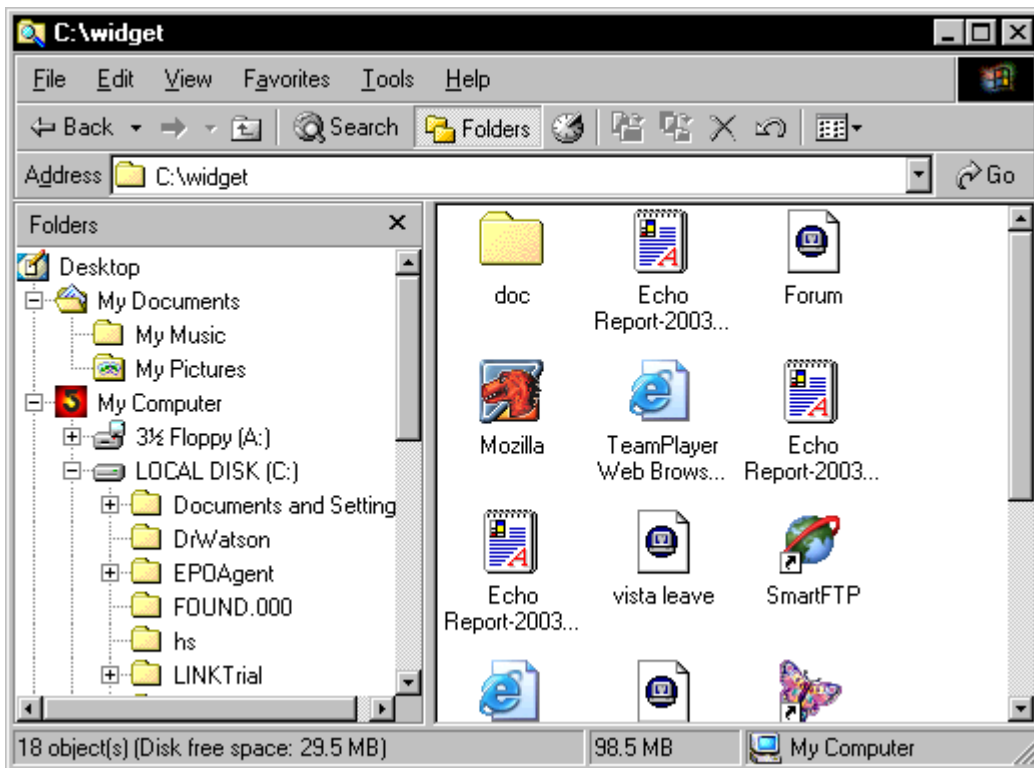 C:\widget
File Edit View Favorites Tools Help
Back Search Folders
Address C:\widget Go
Folders
Desktop
My Documents
My Music
My Pictures
My Computer
3½ Floppy (A:)
LOCAL DISK (C:)
Documents and Setting
DrWatson
EPOAgent
FOUND.000
hs
LINKTrial
doc
Echo
Report-2003...
Forum
Mozilla
TeamPlayer
Web Brows...
Echo
Report-2003...
Echo
Report-2003...
vista leave
SmartFTP
18 object(s) (Disk free space: 29.5 MB) 98.5 MB My Computer